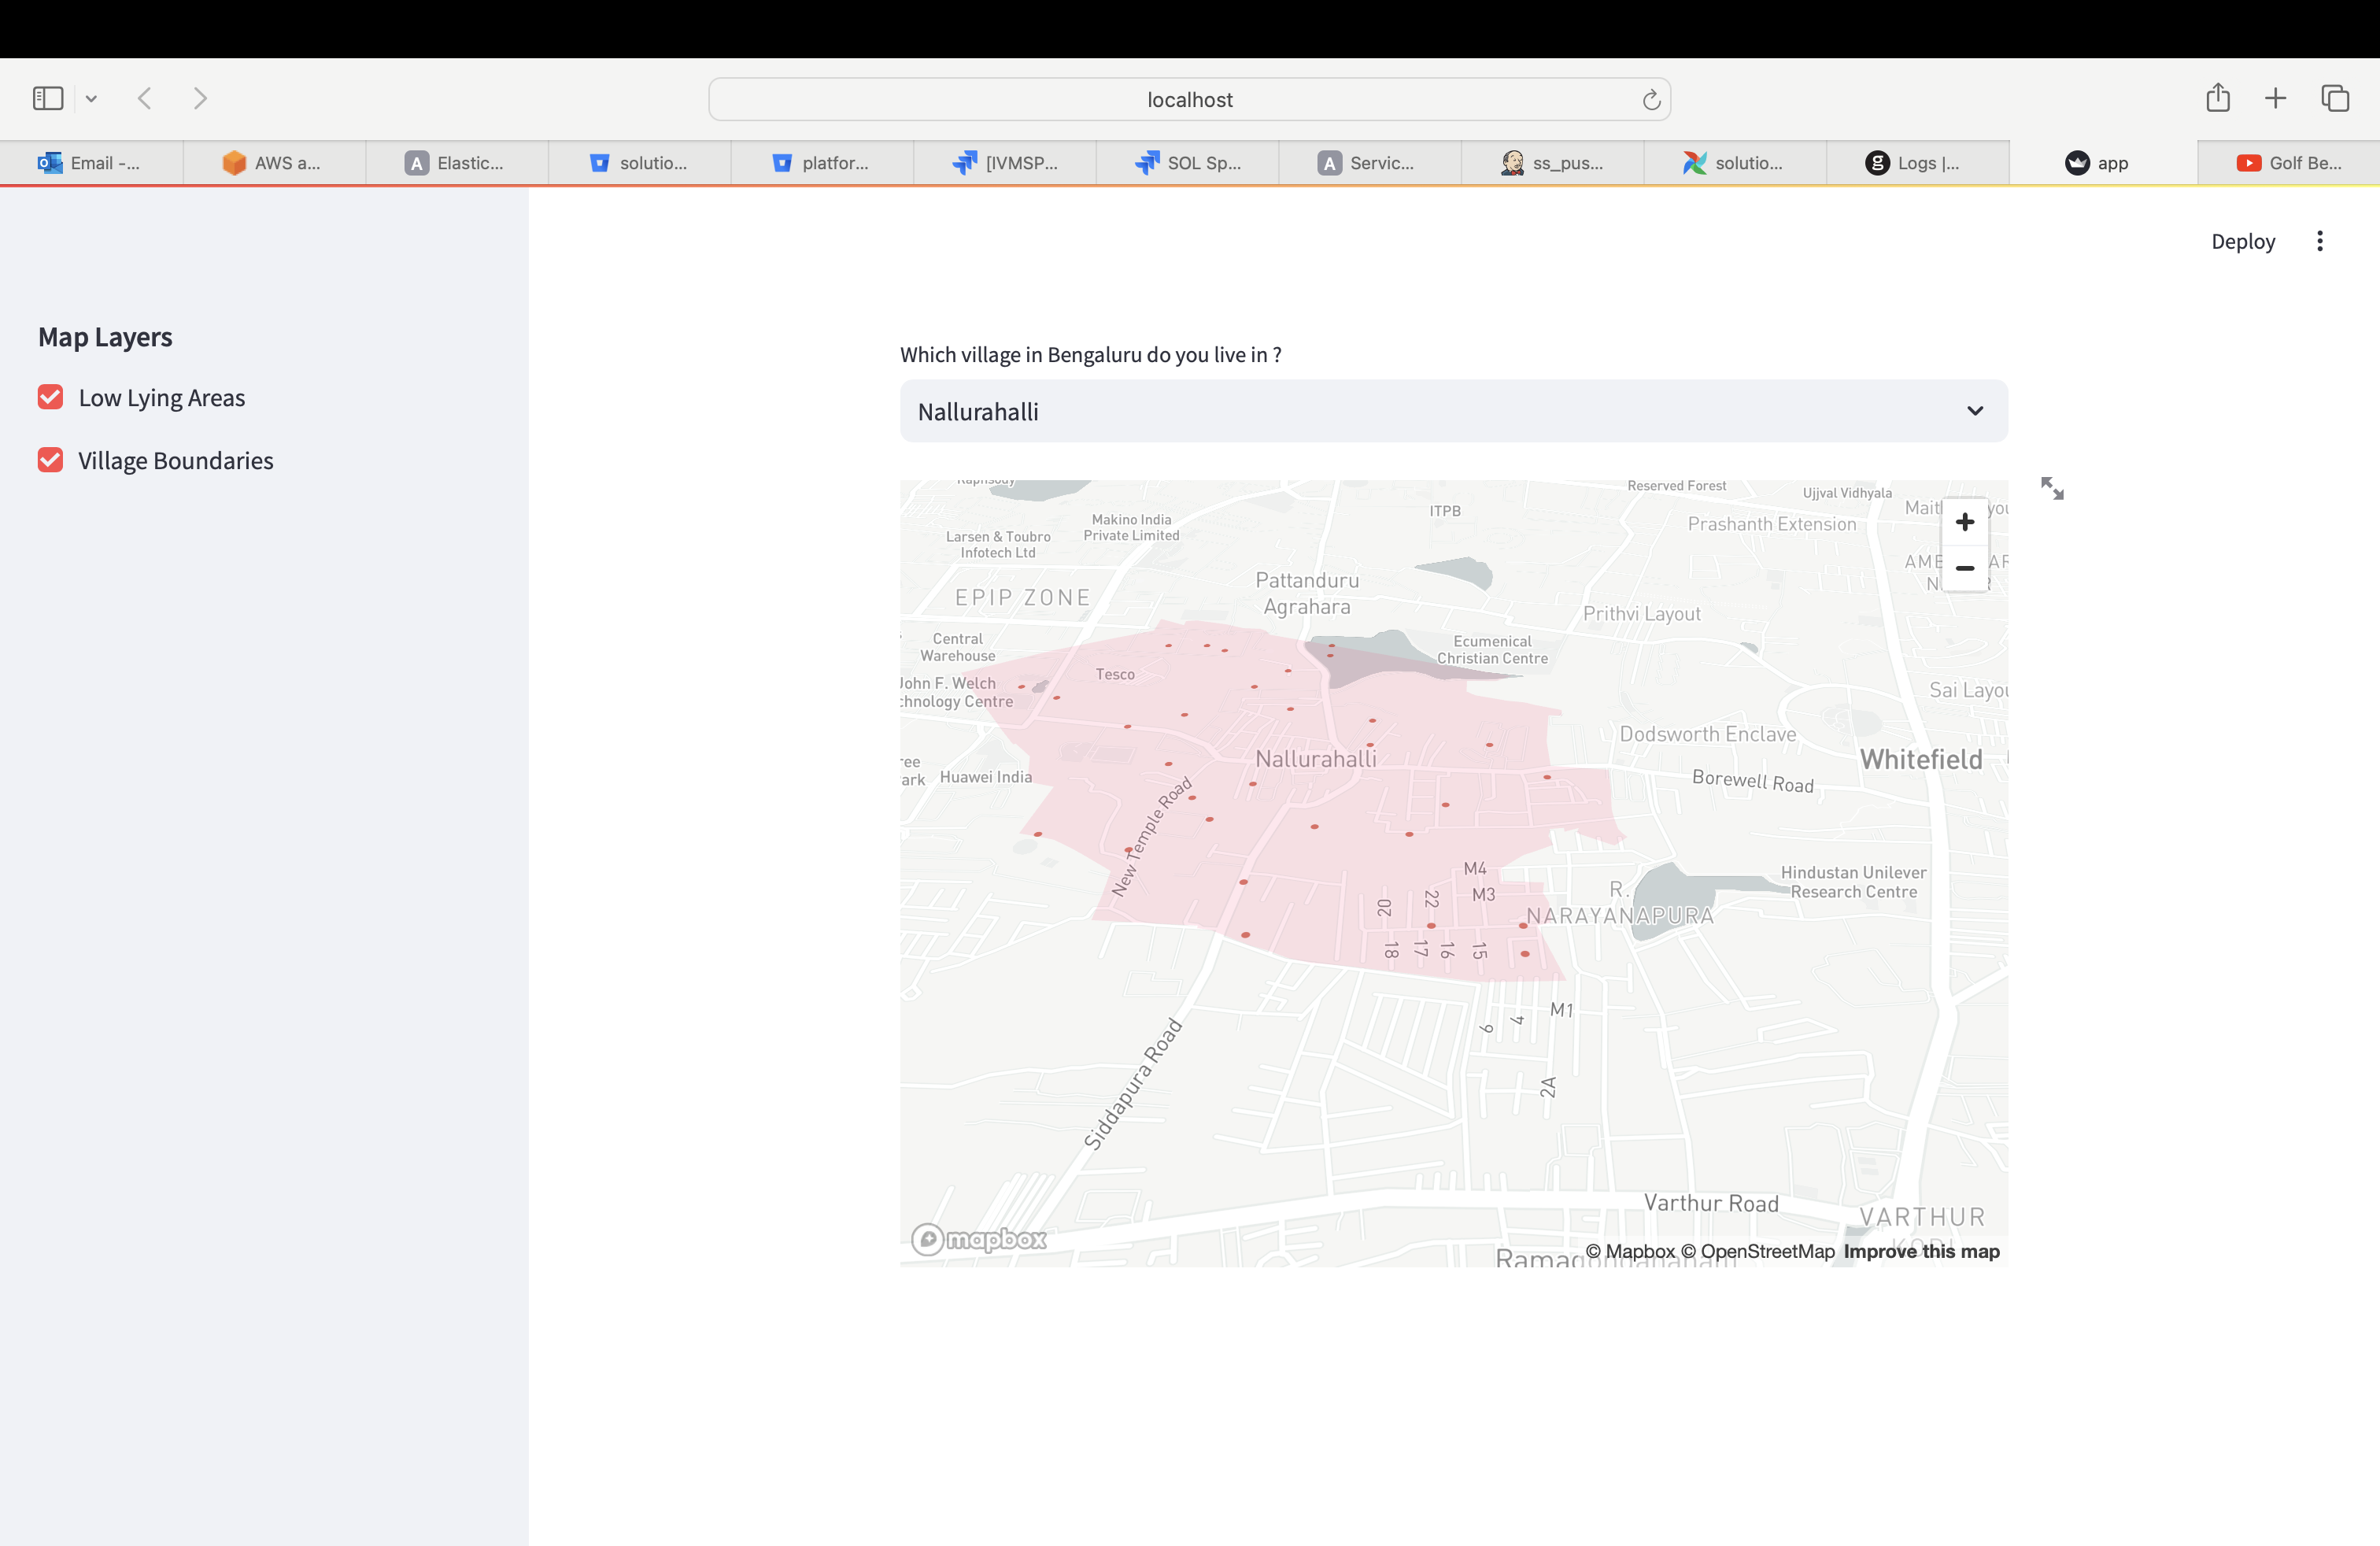 localhost
Email -...
AWS a...
Elastic...
solutio...
platfor...
[IVMSP...
SOL Sp...
Servic...
ss_pus...
solutio...
Logs |...
app
Golf Be...
Deploy
Map Layers
Low Lying Areas
Village Boundaries
Which village in Bengaluru do you live in ?
Nallurahalli
Reserved Forest
Ujjval Vidhyala
ITPB
Makino India
Private Limited
Prashanth Extension
Larsen & Toubro
Infotech Ltd
Pattanduru
Agrahara
EPIP ZONE
Prithvi Layout
Central
Warehouse
Ecumenical
Christian Centre
Tesco
John F. Welch
chnology Centre
Sai Layou
Dodsworth Enclave
Nallurahalli
Whitefield
ree
ark
Huawei India
Borewell Road
New Temple Road
M4
M3
Hindustan Unilever
Research Centre
R.
NARAYANAPURA
20
22
18
17
16
15
M1
6
4
2A
Siddapura Road
Varthur Road
VARTHUR
KODI
mapbox
© Mapbox © OpenStreetMap Improve this map